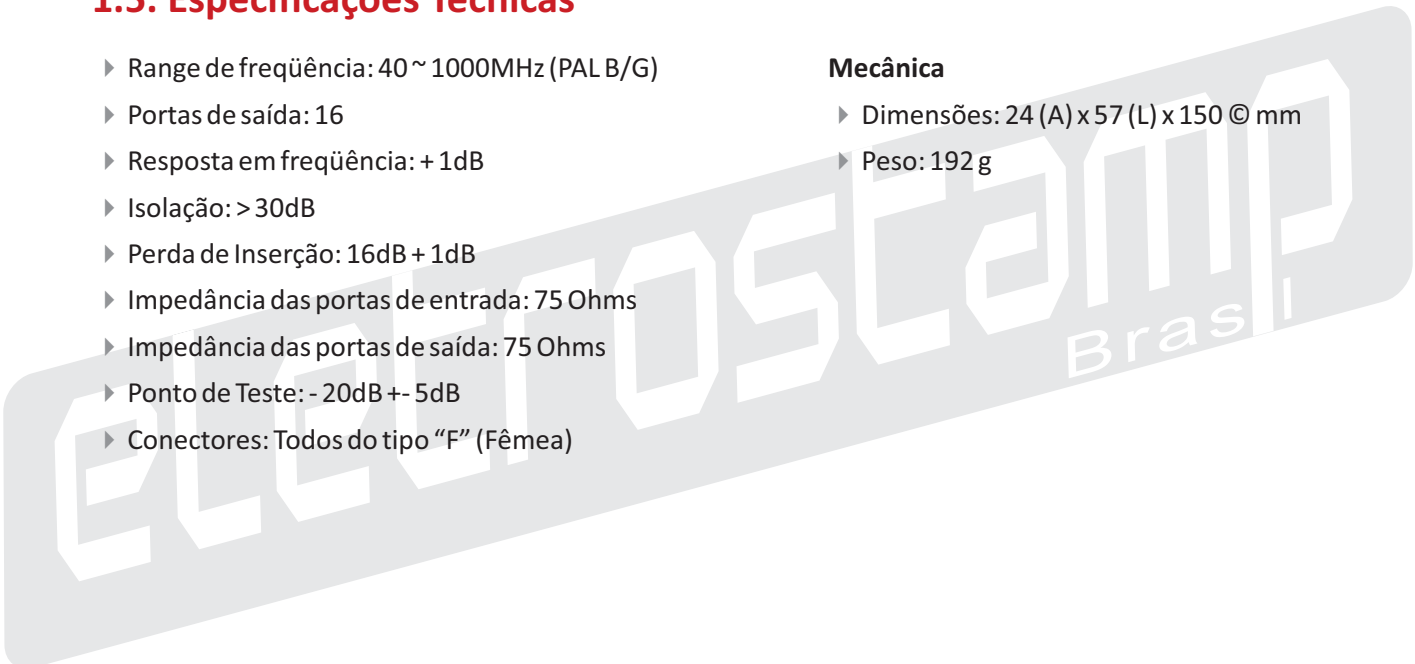 1.5. Especificações Técnicas
Range de freqüência: 40 ~ 1000MHz (PAL B/G)
Portas de saída: 16
Resposta em freqüência: + 1dB
Isolação: > 30dB
Perda de Inserção: 16dB + 1dB
Impedância das portas de entrada: 75 Ohms
Impedância das portas de saída: 75 Ohms
Ponto de Teste: - 20dB +- 5dB
Conectores: Todos do tipo “F” (Fêmea)
Mecânica
Dimensões: 24 (A) x 57 (L) x 150 © mm
Peso: 192 g
eletrostamp
Brasil